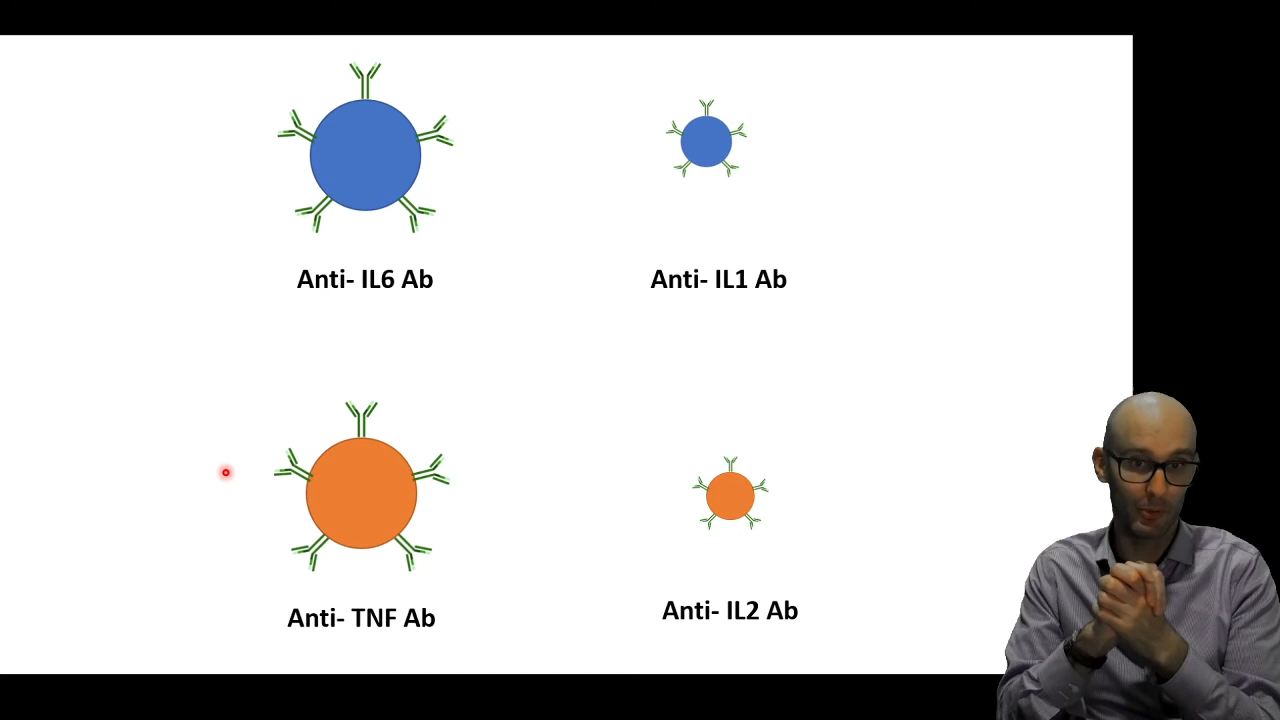 Anti- IL6 Ab
Anti- IL1 Ab
Anti- TNF Ab
Anti- IL2 Ab